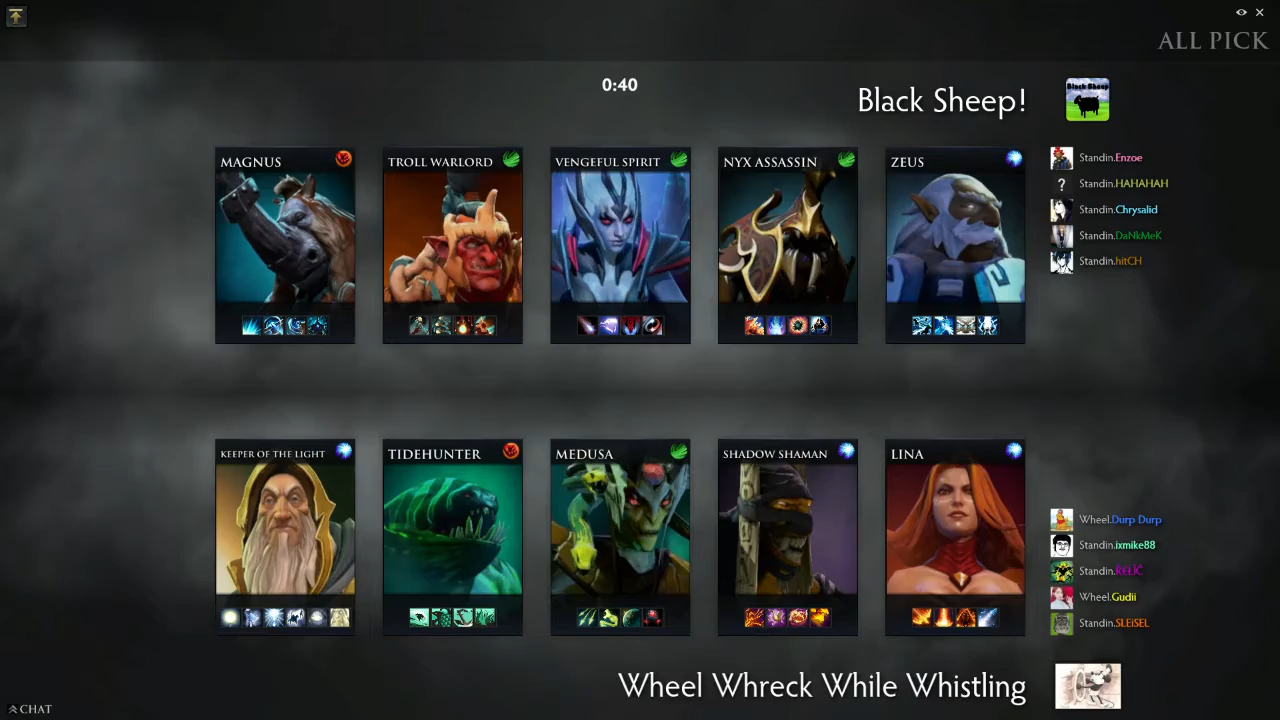 ALL PICK
0:40
Black Sheep!
Black Sheep
MAGNUS
TROLL WARLORD
VENGEFUL SPIRIT
NYX ASSASSIN
ZEUS
Standin.Enzoe
? Standin.HAHAHAH
Standin.Chrysalid
Standin.DaNkMeK
Standin.hitCH
KEEPER OF THE LIGHT
TIDEHUNTER
MEDUSA
SHADOW SHAMAN
LINA
Wheel.Durp Durp
Standin.ixmike88
Standin.
Wheel.Gudii
Standin.SLEiSEL
Wheel Whreck While Whistling
CHAT